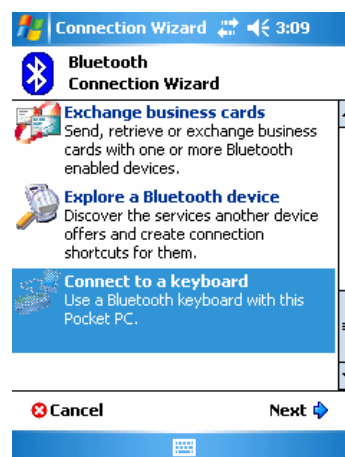 Connection Wizard 3:09
Bluetooth
Connection Wizard
Exchange business cards
Send, retrieve or exchange business
cards with one or more Bluetooth
enabled devices.
Explore a Bluetooth device
Discover the services another device
offers and create connection
shortcuts for them.
Connect to a keyboard
Use a Bluetooth keyboard with this
Pocket PC.
Cancel Next